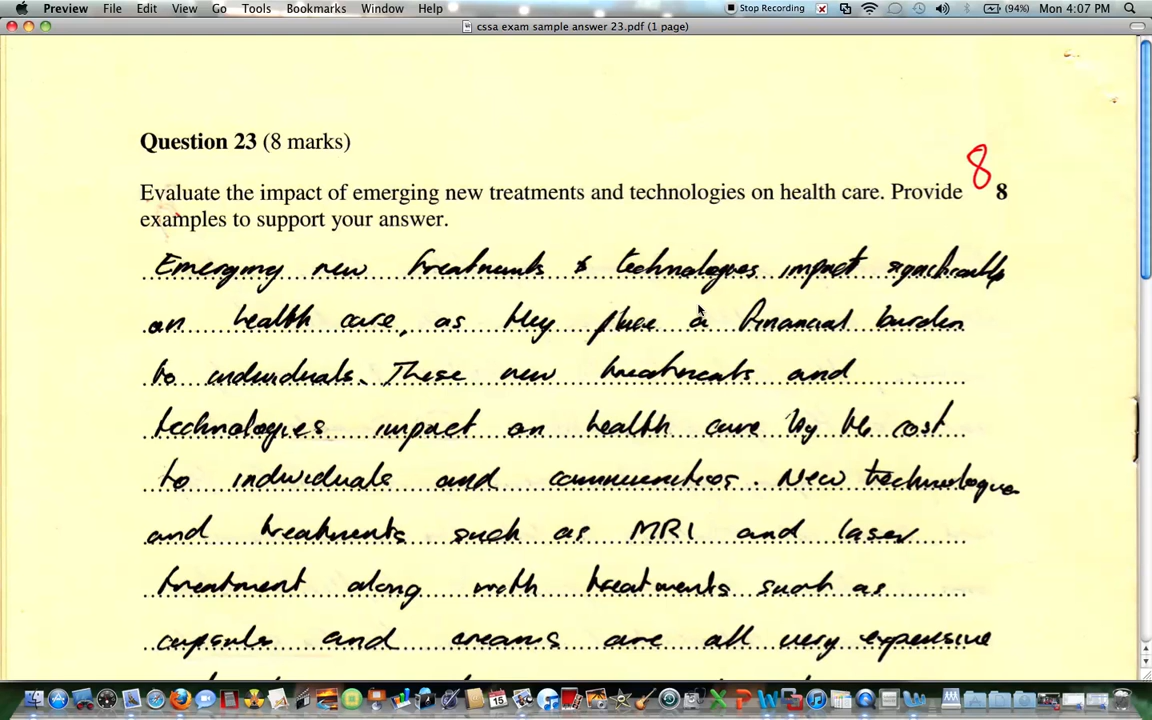 Preview File Edit View Go Tools Bookmarks Window Help Stop Recording (94%) Mon 4:07 PM
cssa exam sample answer 23.pdf (1 page)
Question 23 (8 marks)
8
Evaluate the impact of emerging new treatments and technologies on health care. Provide 8
examples to support your answer.
Emerging new treatments & technologies impact significantly
on health care, as they place a financial burden
to individuals. These new treatments and
technologies impact on health care by the cost
to individuals and communities. New technologies
and treatments such as MRI and laser
treatment along with treatments such as
capsules and creams are all very expensive